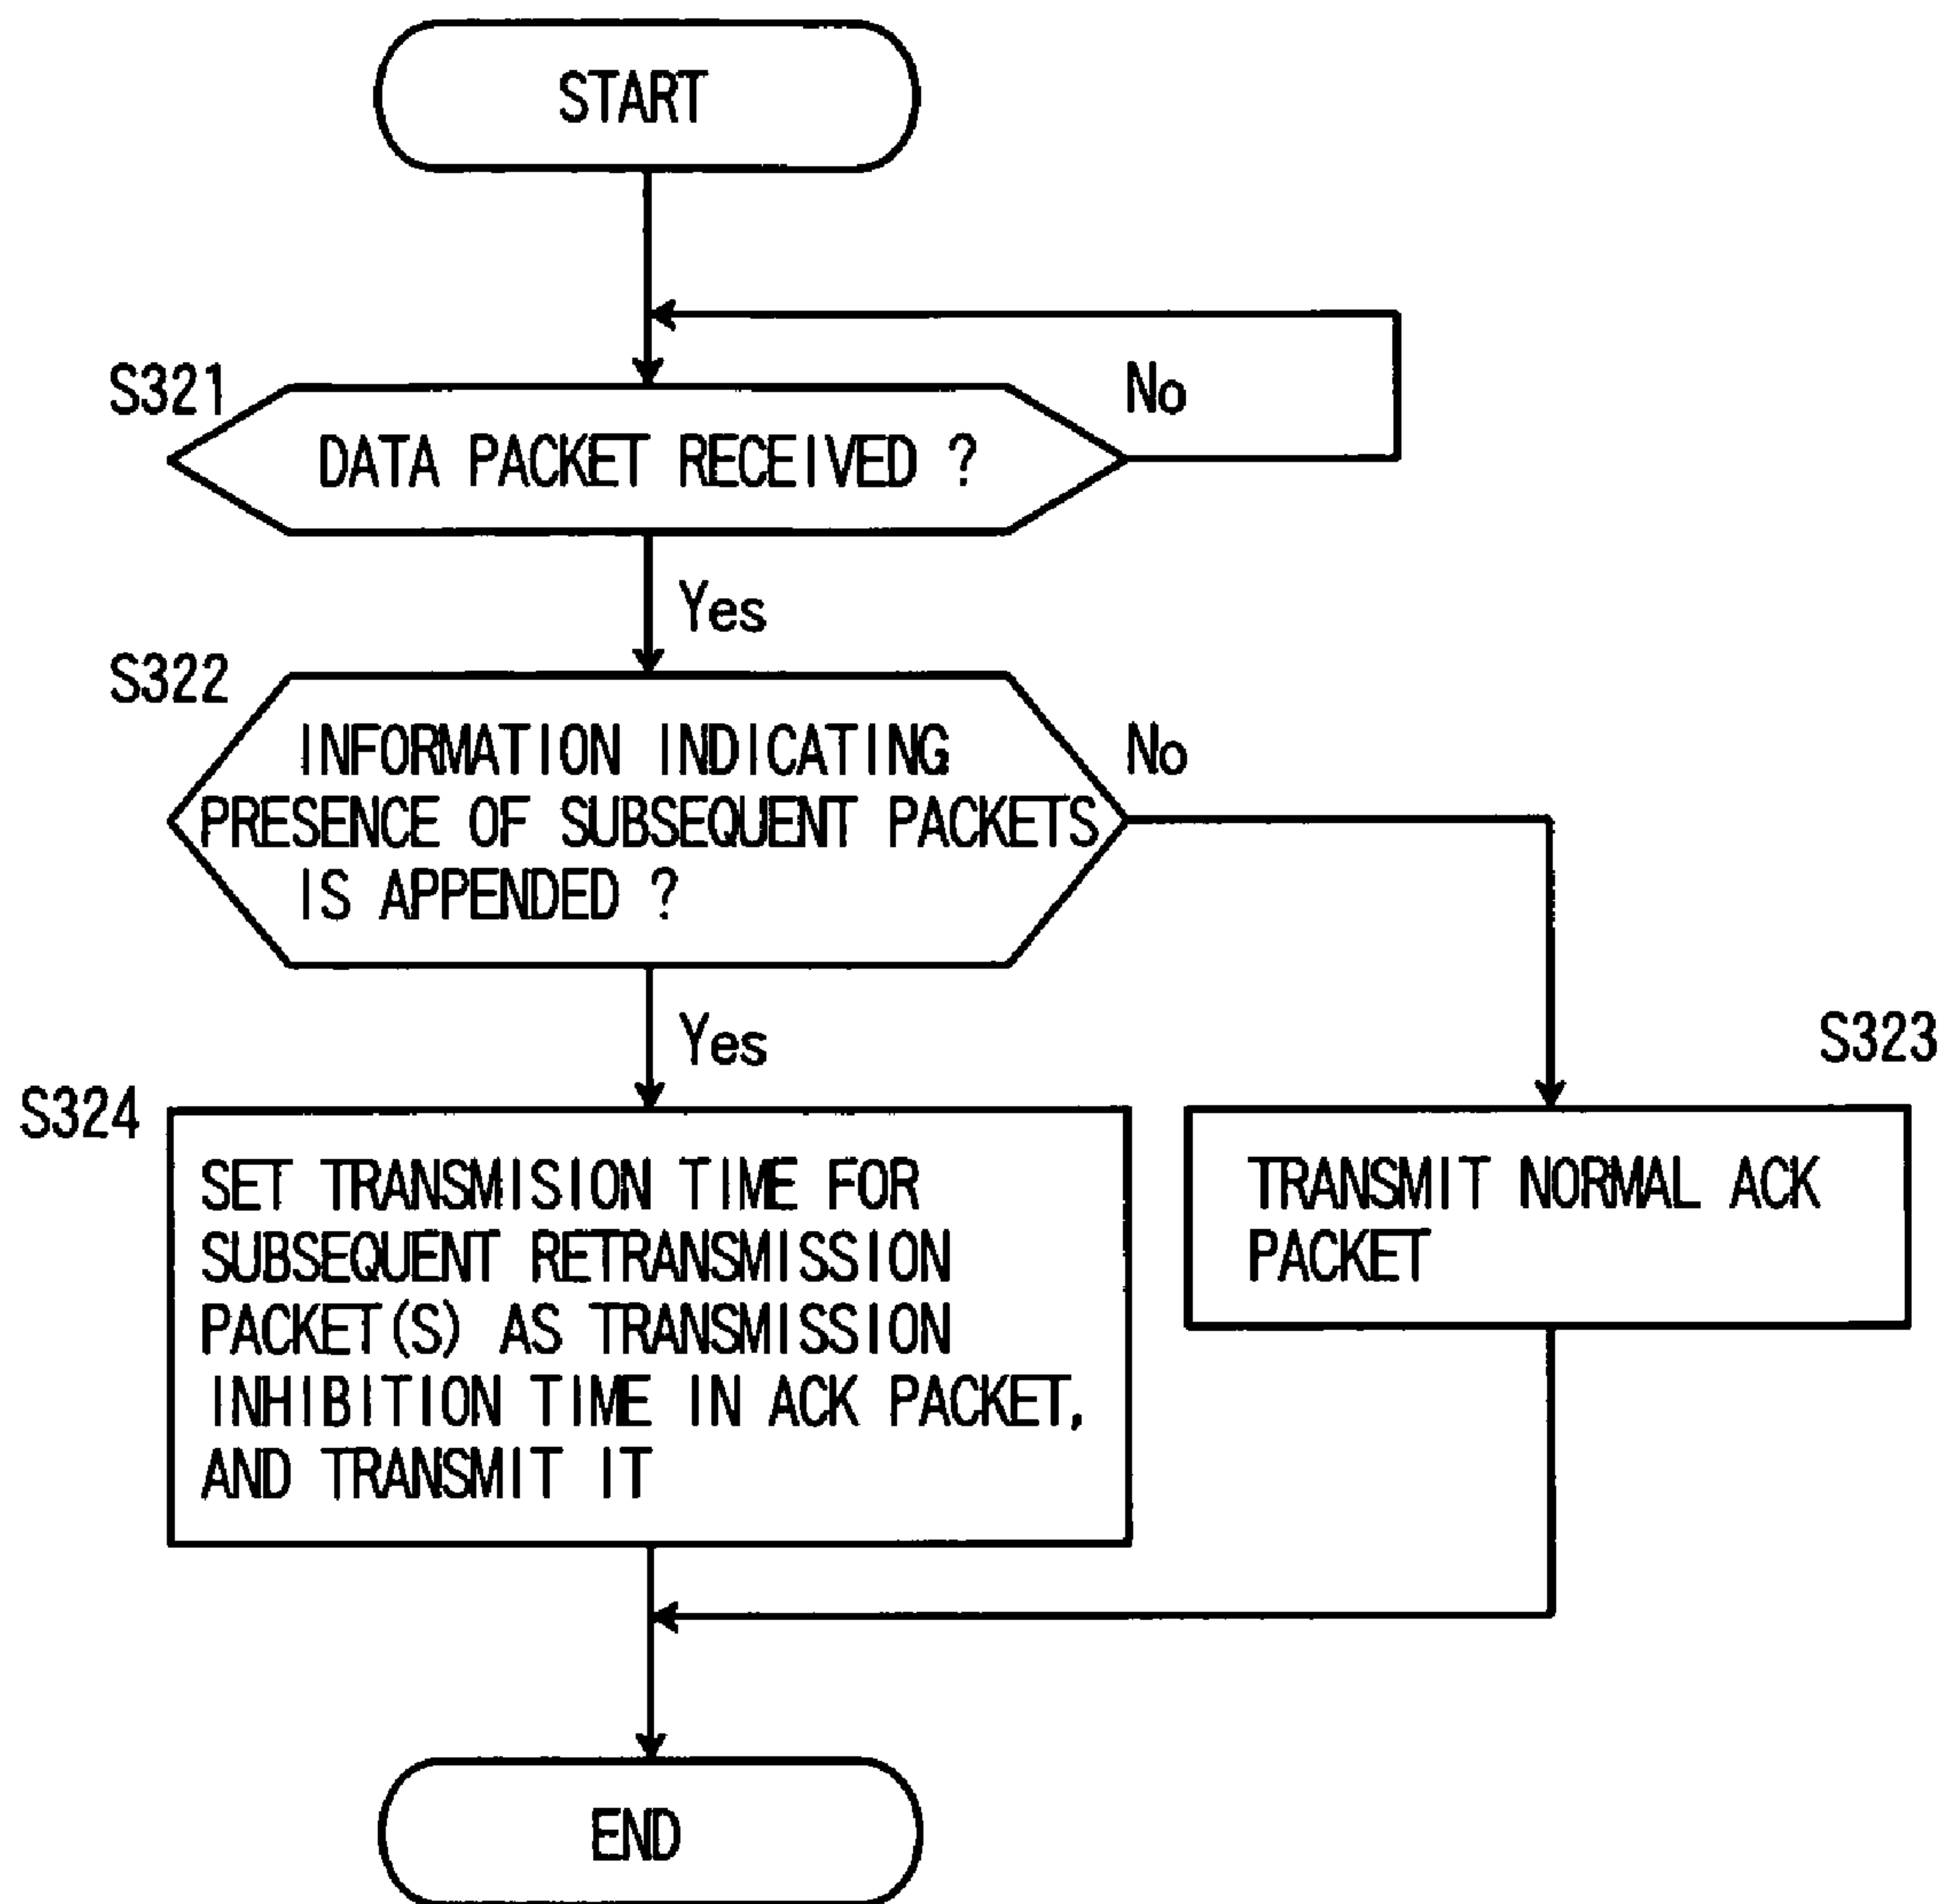 START
S321
No
DATA PACKET RECEIVED ?
Yes
S322
INFORMATION INDICATING
PRESENCE OF SUBSEQUENT PACKETS
IS APPENDED ?
No
Yes
S324
SET TRANSMISION TIME FOR
SUBSEQUENT RETRANSMISSION
PACKET(S) AS TRANSMISSION
INHIBITION TIME IN ACK PACKET,
AND TRANSMIT IT
S323
TRANSMIT NORMAL ACK
PACKET
END